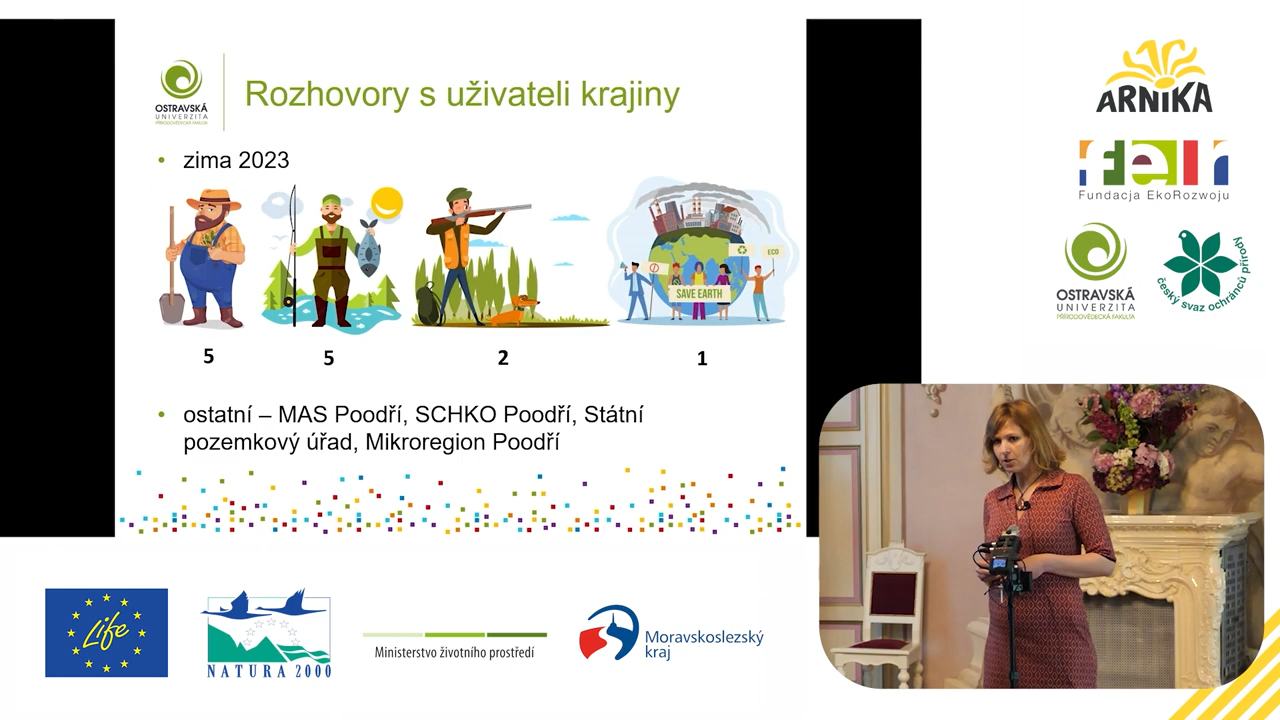 OSTRAVSKÁ
UNIVERZITA
PŘÍRODOVĚDECKÁ FAKULTA
Rozhovory s uživateli krajiny
• zima 2023
ECO
SAVE EARTH
5
5
2
1
• ostatní – MAS Poodří, SCHKO Poodří, Státní
pozemkový úřad, Mikroregion Poodří
ARNIKA
feIr
Fundacja EkoRozwoju
OSTRAVSKÁ
UNIVERZITA
PŘÍRODOVĚDECKÁ FAKULTA
český svaz ochránců přírody
Life
NATURA 2000
Ministerstvo životního prostředí
Moravskoslezský
kraj